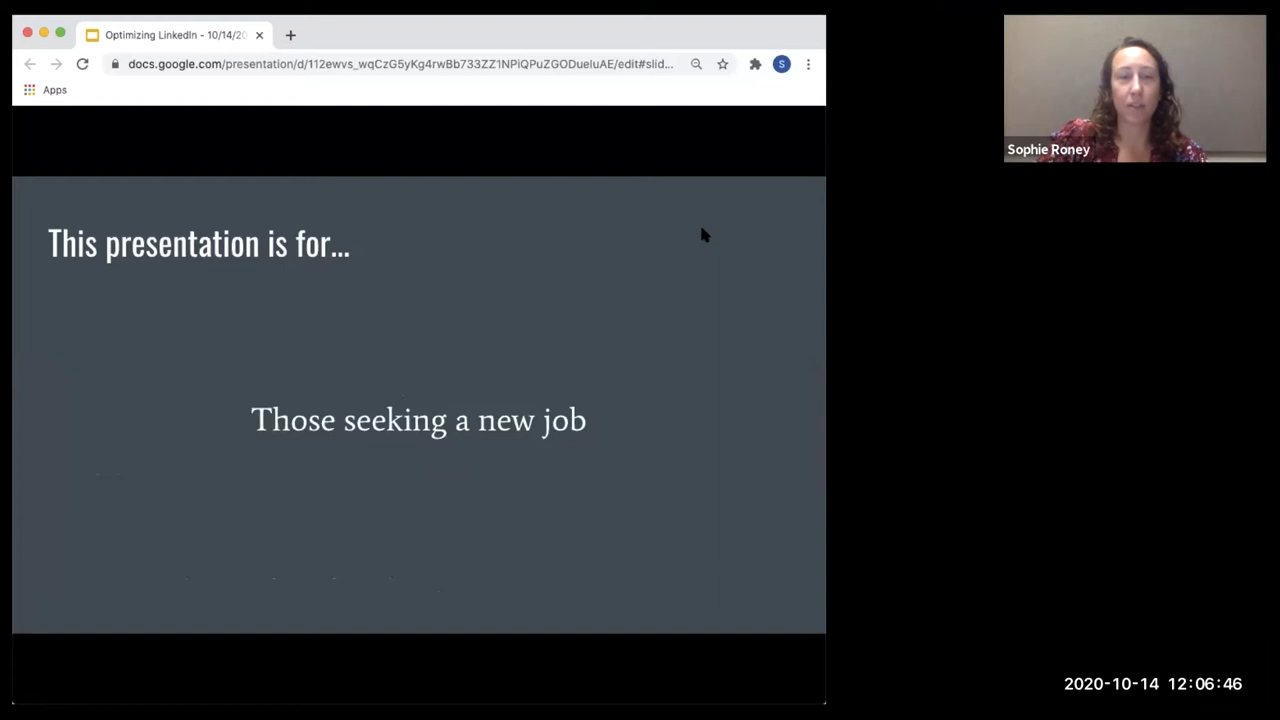 Optimizing LinkedIn - 10/14/20
docs.google.com/presentation/d/112ewvs_wqCzG5yKg4rwBb733ZZ1NPiQPuZGODueluAE/edit#slid...
S
Apps
Sophie Roney
This presentation is for...
Those seeking a new job
2020-10-14 12:06:46